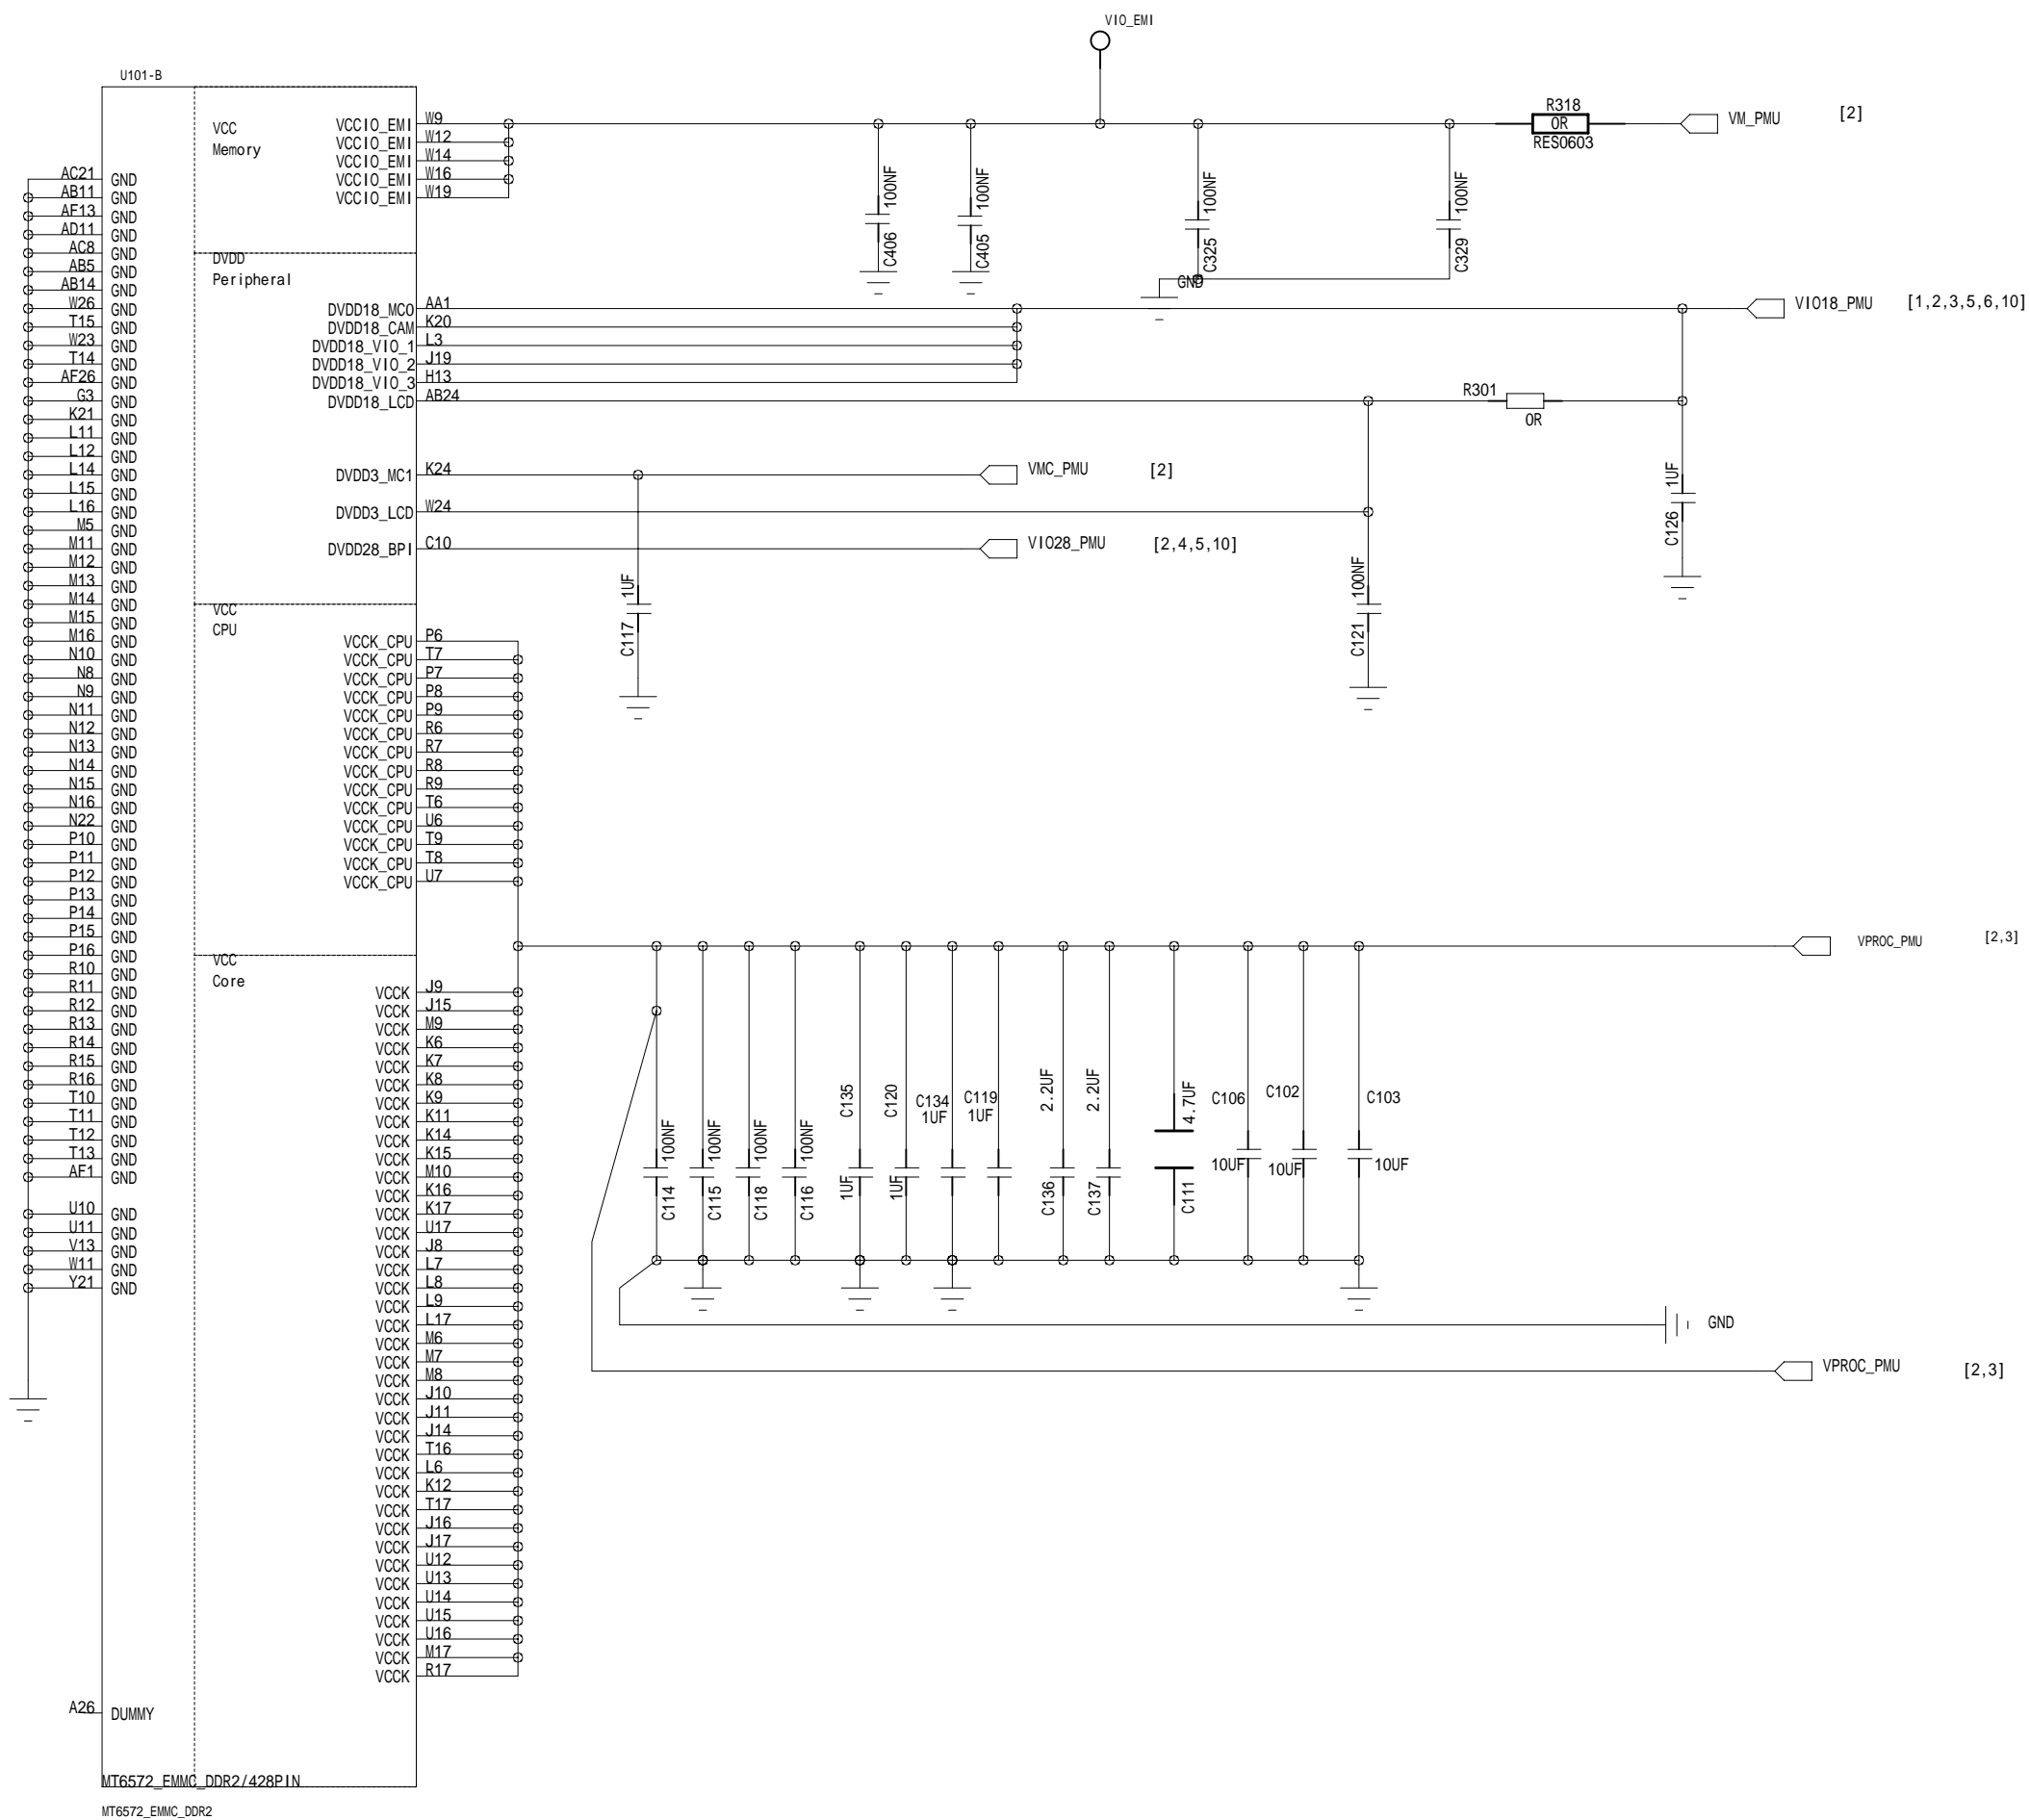 VIO_EMI
U101-B
VCC
Memory
VCCIO_EMI W9
VCCIO_EMI W12
VCCIO_EMI W14
VCCIO_EMI W16
VCCIO_EMI W19
R318
0R
RES0603
VM_PMU [2]
100NF C406
100NF C405
100NF C325
100NF C329
GND
DVDD
Peripheral
DVDD18_MC0 AA1
DVDD18_CAM K20
DVDD18_VIO_1 L3
DVDD18_VIO_2 J19
DVDD18_VIO_3 H13
DVDD18_LCD AB24
VIO18_PMU [1,2,3,5,6,10]
R301
0R
DVDD3_MC1 K24
VMC_PMU [2]
DVDD3_LCD W24
DVDD28_BPI C10
VIO28_PMU [2,4,5,10]
1UF C117
100NF C121
1UF C126
AC21 GND
AB11 GND
AF13 GND
AD11 GND
AC8 GND
AB5 GND
AB14 GND
W26 GND
T15 GND
W23 GND
T14 GND
AF26 GND
G3 GND
K21 GND
L11 GND
L12 GND
L14 GND
L15 GND
L16 GND
M5 GND
M11 GND
M12 GND
M13 GND
M14 GND
M15 GND
M16 GND
N10 GND
N8 GND
N9 GND
N11 GND
N12 GND
N13 GND
N14 GND
N15 GND
N16 GND
N22 GND
P10 GND
P11 GND
P12 GND
P13 GND
P14 GND
P15 GND
P16 GND
R10 GND
R11 GND
R12 GND
R13 GND
R14 GND
R15 GND
R16 GND
T10 GND
T11 GND
T12 GND
T13 GND
AF1 GND
U10 GND
U11 GND
V13 GND
W11 GND
Y21 GND
A26 DUMMY
VCC
CPU
VCCK_CPU P6
VCCK_CPU T7
VCCK_CPU P7
VCCK_CPU P8
VCCK_CPU P9
VCCK_CPU R6
VCCK_CPU R7
VCCK_CPU R8
VCCK_CPU R9
VCCK_CPU T6
VCCK_CPU U6
VCCK_CPU T9
VCCK_CPU T8
VCCK_CPU U7
VPROC_PMU [2,3]
VCC
Core
VCCK J9
VCCK J15
VCCK M9
VCCK K6
VCCK K7
VCCK K8
VCCK K9
VCCK K11
VCCK K14
VCCK K15
VCCK M10
VCCK K16
VCCK K17
VCCK U17
VCCK J8
VCCK L7
VCCK L8
VCCK L9
VCCK L17
VCCK M6
VCCK M7
VCCK M8
VCCK J10
VCCK J11
VCCK J14
VCCK T16
VCCK L6
VCCK K12
VCCK T17
VCCK J16
VCCK J17
VCCK U12
VCCK U13
VCCK U14
VCCK U15
VCCK U16
VCCK M17
VCCK R17
100NF C114
100NF C115
100NF C118
100NF C116
C135 1UF
C120 1UF
C134
1UF
C119
1UF
2.2UF C136
2.2UF C137
4.7UF C111
C106
10UF
C102
10UF
C103
10UF
GND
VPROC_PMU [2,3]
MT6572_EMMC_DDR2/428PIN
MT6572_EMMC_DDR2